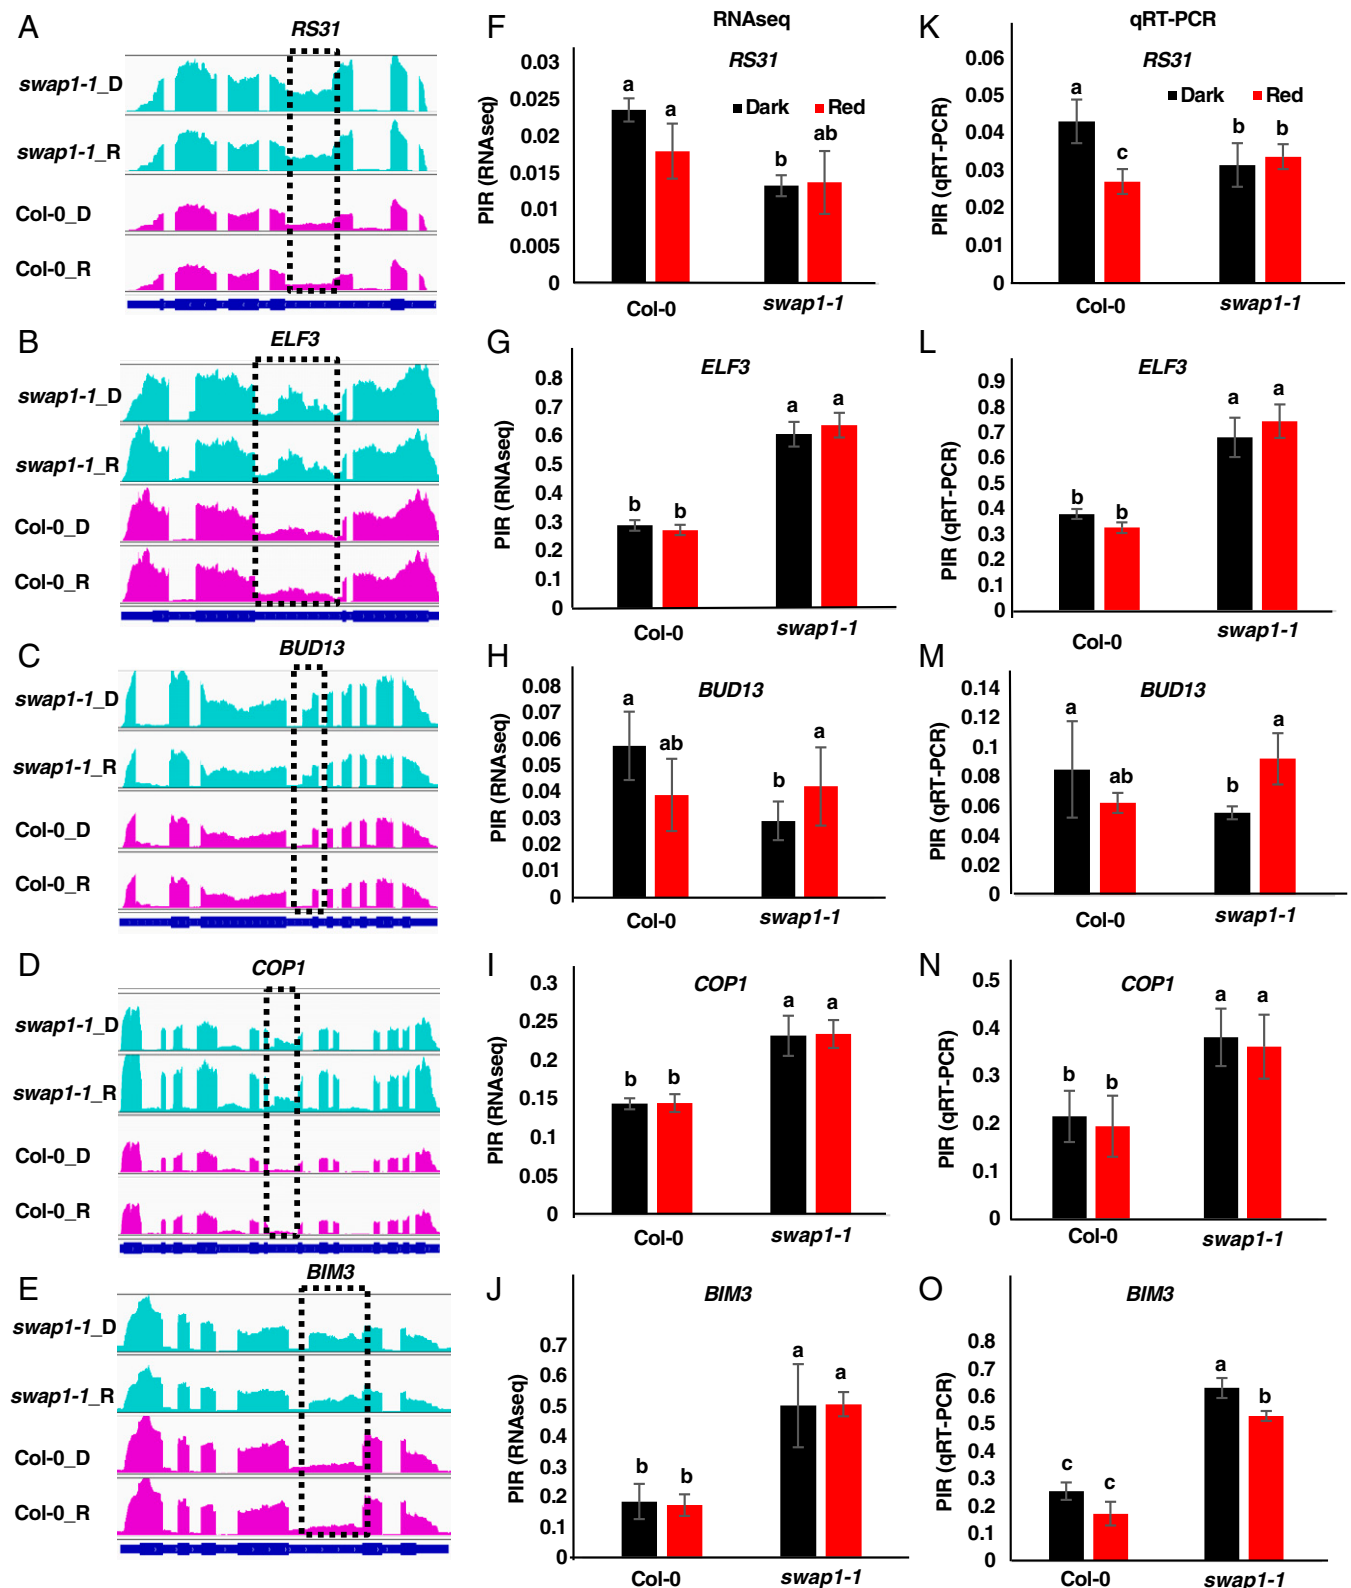 A
RS31
swap1-1_D
swap1-1_R
Col-0_D
Col-0_R
F
RNAseq
RS31
PIR (RNAseq)
0.03
0.025
0.02
0.015
0.01
0.005
0
a
a
b
ab
Dark
Red
Col-0
swap1-1
K
qRT-PCR
RS31
PIR (qRT-PCR)
0.06
0.05
0.04
0.03
0.02
0.01
0
a
c
b
b
Dark
Red
Col-0
swap1-1
B
ELF3
swap1-1_D
swap1-1_R
Col-0_D
Col-0_R
G
ELF3
PIR (RNAseq)
0.8
0.7
0.6
0.5
0.4
0.3
0.2
0.1
0
b
b
a
a
Col-0
swap1-1
L
ELF3
PIR (qRT-PCR)
0.9
0.8
0.7
0.6
0.5
0.4
0.3
0.2
0.1
0
b
b
a
a
Col-0
swap1-1
C
BUD13
swap1-1_D
swap1-1_R
Col-0_D
Col-0_R
H
BUD13
PIR (RNAseq)
0.08
0.07
0.06
0.05
0.04
0.03
0.02
0.01
0
a
ab
b
a
Col-0
swap1-1
M
BUD13
PIR (qRT-PCR)
0.14
0.12
0.1
0.08
0.06
0.04
0.02
0
a
ab
b
a
Col-0
swap1-1
D
COP1
swap1-1_D
swap1-1_R
Col-0_D
Col-0_R
I
COP1
PIR (RNAseq)
0.3
0.25
0.2
0.15
0.1
0.05
0
b
b
a
a
Col-0
swap1-1
N
COP1
PIR (qRT-PCR)
0.5
0.4
0.3
0.2
0.1
0
b
b
a
a
Col-0
swap1-1
E
BIM3
swap1-1_D
swap1-1_R
Col-0_D
Col-0_R
J
BIM3
PIR (RNAseq)
0.7
0.6
0.5
0.4
0.3
0.2
0.1
0
b
b
a
a
Col-0
swap1-1
O
BIM3
PIR (qRT-PCR)
0.8
0.7
0.6
0.5
0.4
0.3
0.2
0.1
0
c
c
a
b
Col-0
swap1-1